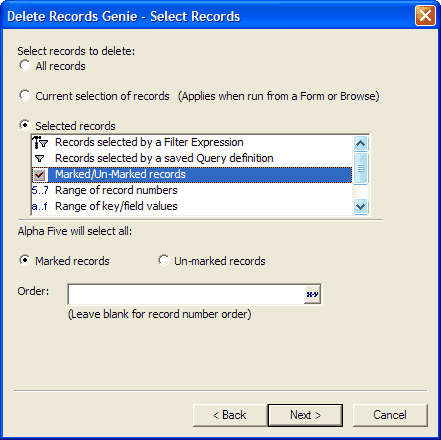 Delete Records Genie - Select Records
Select records to delete:
All records
Current selection of records (Applies when run from a Form or Browse)
Selected records
Records selected by a Filter Expression
Records selected by a saved Query definition
Marked/Un-Marked records
5..7 Range of record numbers
a..f Range of key/field values
Alpha Five will select all:
Marked records Un-marked records
Order: x-y
(Leave blank for record number order)
< Back Next > Cancel